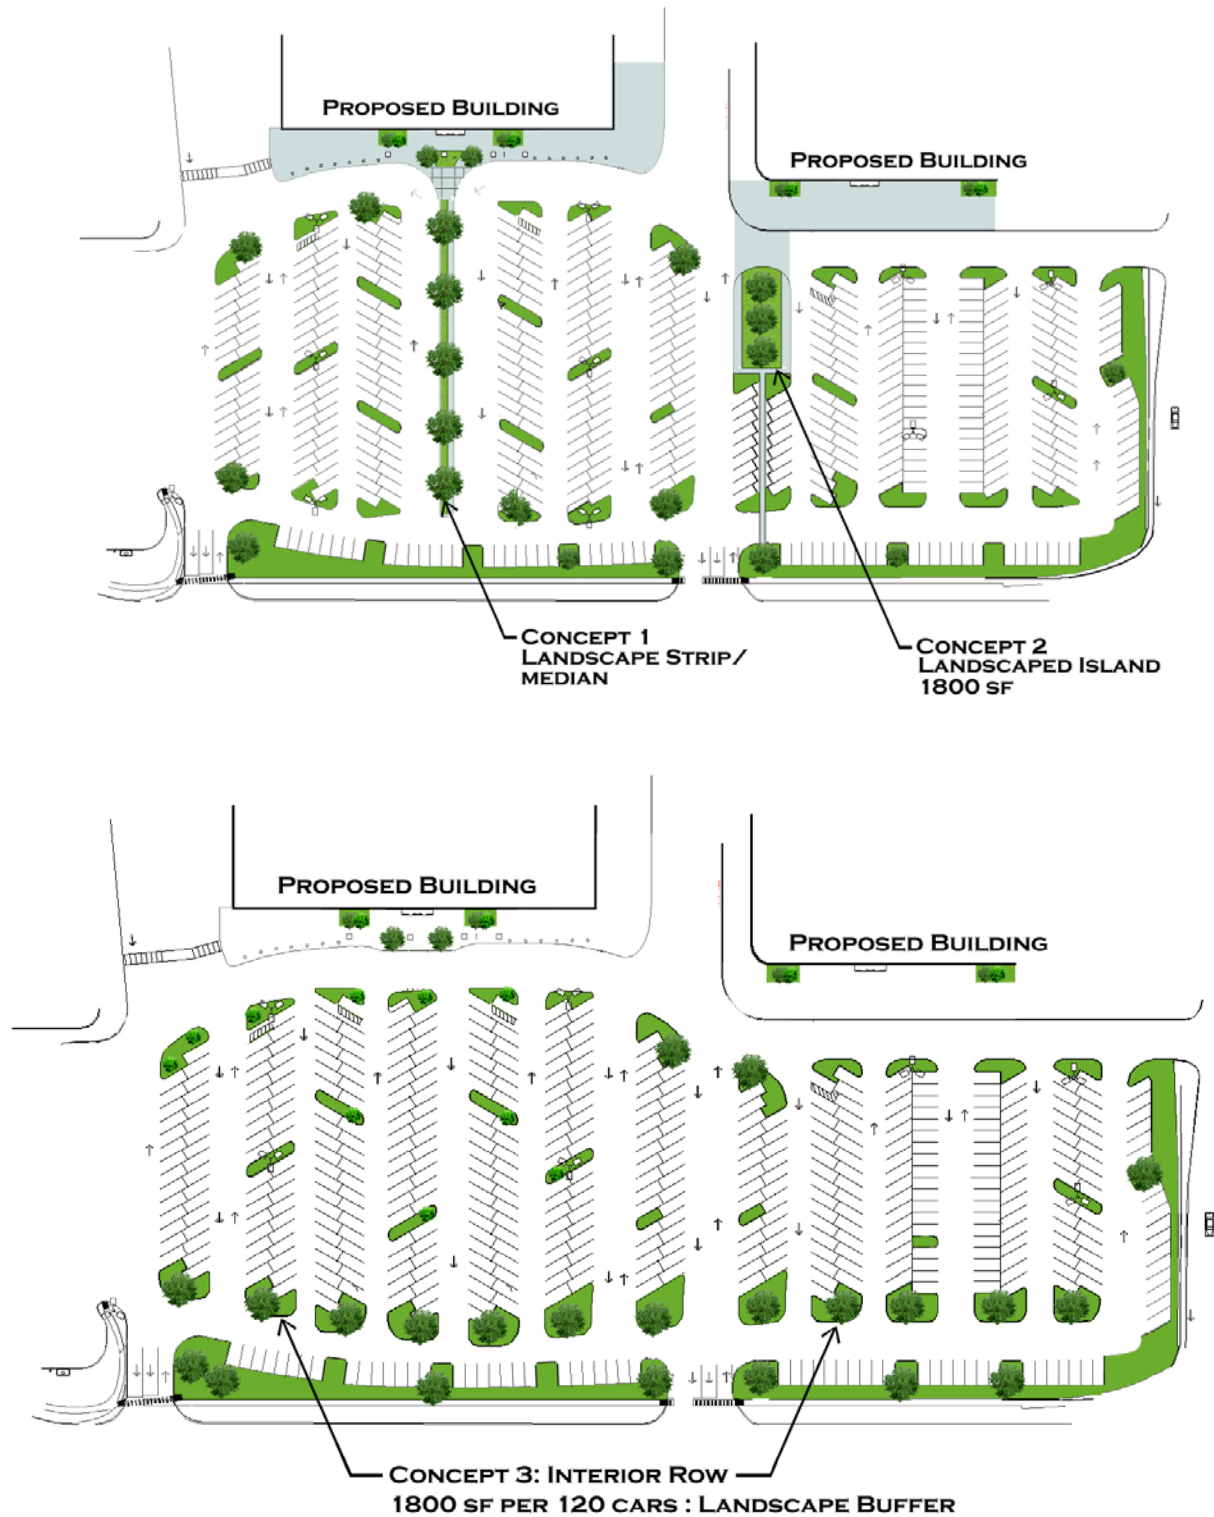 PROPOSED BUILDING
PROPOSED BUILDING
CONCEPT 1
LANDSCAPE STRIP/
MEDIAN
CONCEPT 2
LANDSCAPED ISLAND
1800 SF
PROPOSED BUILDING
PROPOSED BUILDING
CONCEPT 3: INTERIOR ROW
1800 SF PER 120 CARS : LANDSCAPE BUFFER